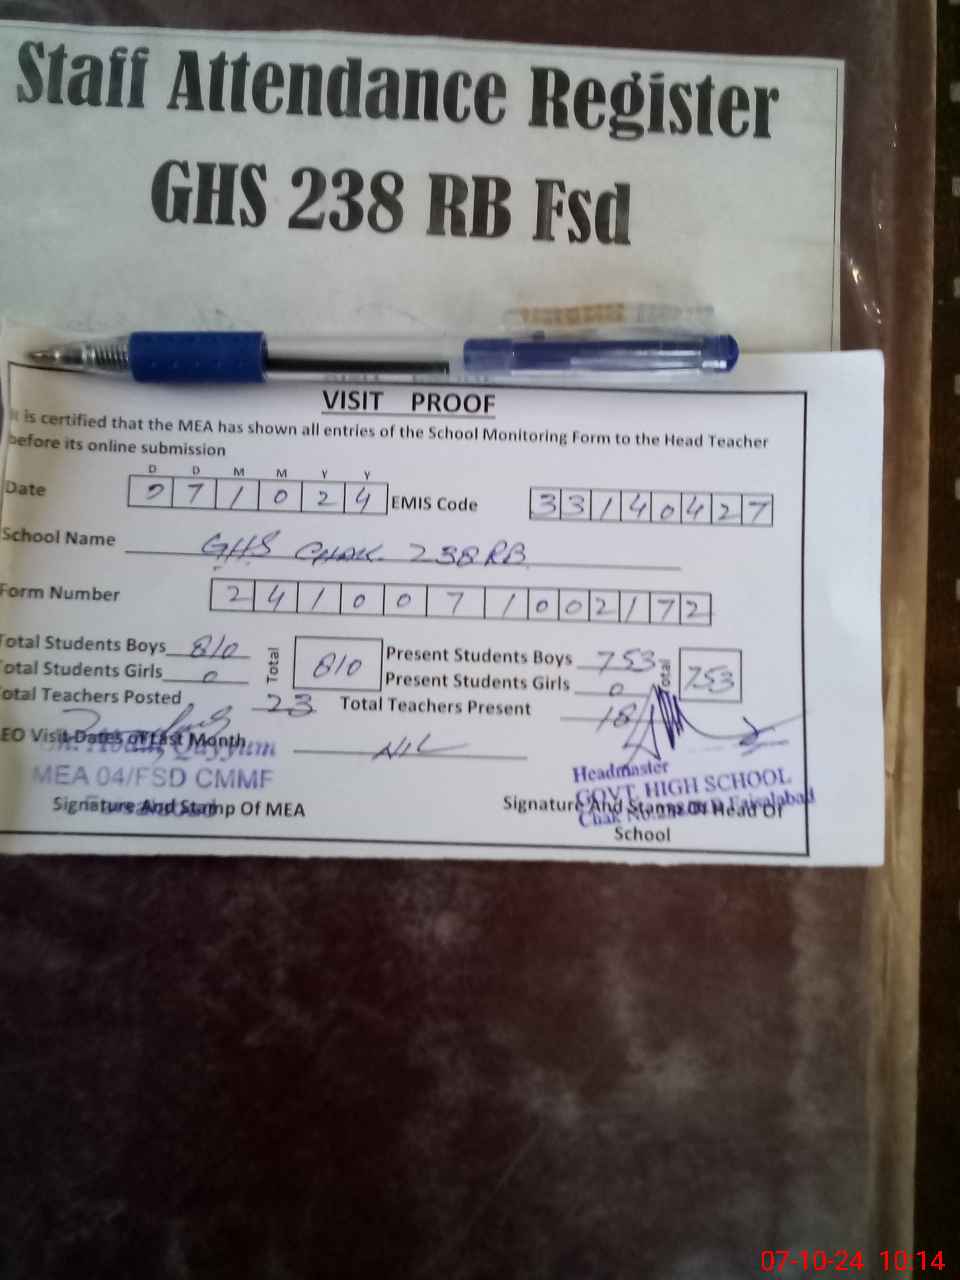 Staff Attendance Register
GHS 238 RB Fsd
VISIT PROOF
It is certified that the MEA has shown all entries of the School Monitoring Form to the Head Teacher
before its online submission
D D M M Y Y
Date 0 7 1 0 2 4 EMIS Code 3 3 1 4 0 4 2 7
School Name GHS CHAK 238 RB
Form Number 2 4 1 0 0 7 1 0 0 2 1 7 2
Total Students Boys 810 Total 810 Present Students Boys 753 Total 753
Total Students Girls 0 Present Students Girls 0
Total Teachers Posted 23 Total Teachers Present 18
EO Visit Dates of Last Month NIL
Qayyum
MEA 04/FSD CMMF
Signature And Stamp Of MEA
Headmaster
GOVT. HIGH SCHOOL
Chak No. Faisalabad
Signature And Stamp Of Head Of
School
07-10-24 10:14